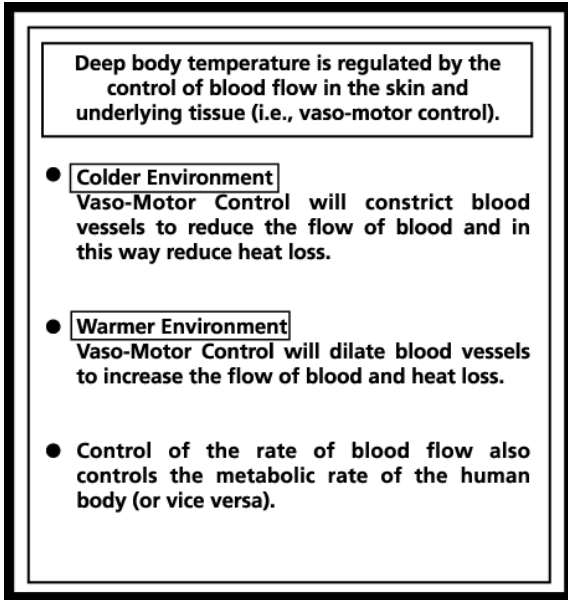 Deep body temperature is regulated by the
control of blood flow in the skin and
underlying tissue (i.e., vaso-motor control).
● Colder Environment
Vaso-Motor Control will constrict blood
vessels to reduce the flow of blood and in
this way reduce heat loss.
● Warmer Environment
Vaso-Motor Control will dilate blood vessels
to increase the flow of blood and heat loss.
● Control of the rate of blood flow also
controls the metabolic rate of the human
body (or vice versa).